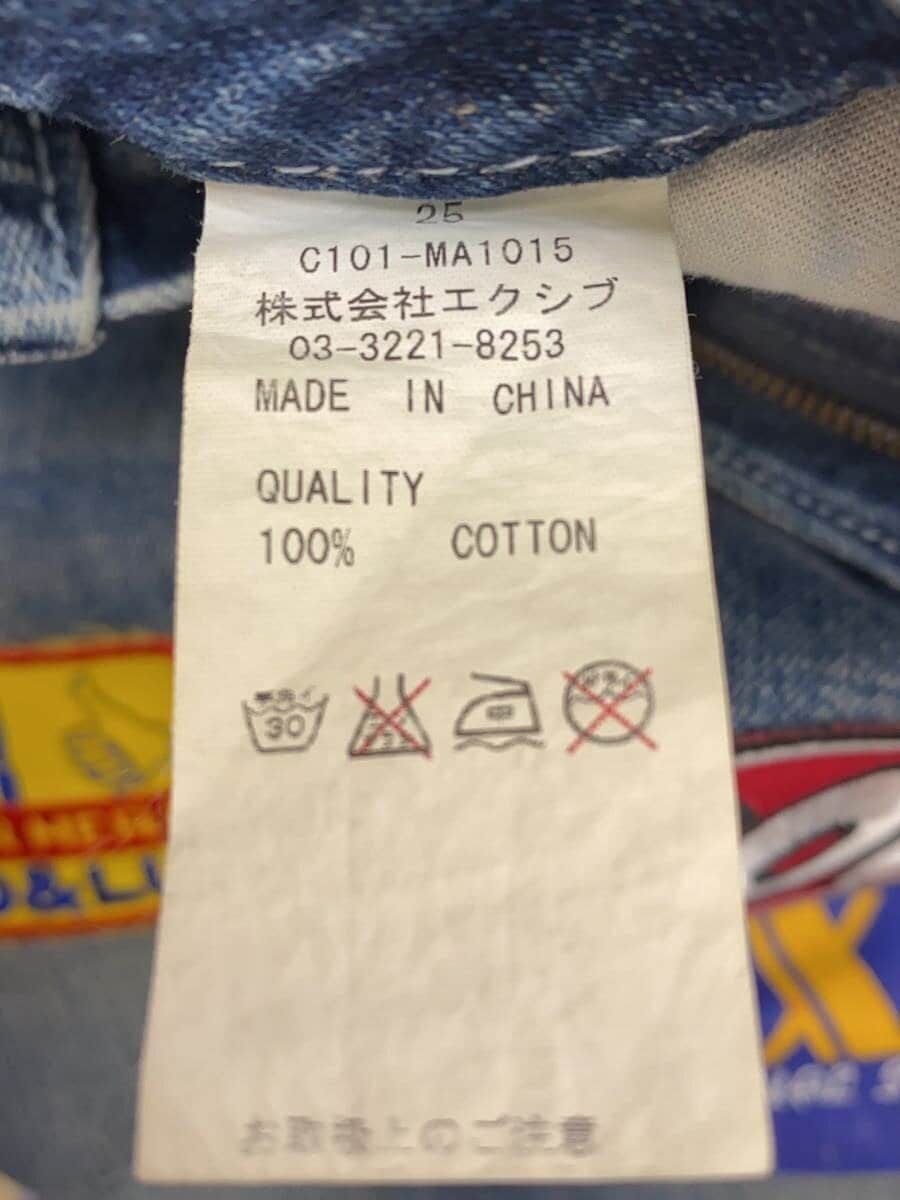 25
C101-MA1015
株式会社エクシブ
03-3221-8253
MADE IN CHINA
QUALITY
100% COTTON
30
お取扱上のご注意